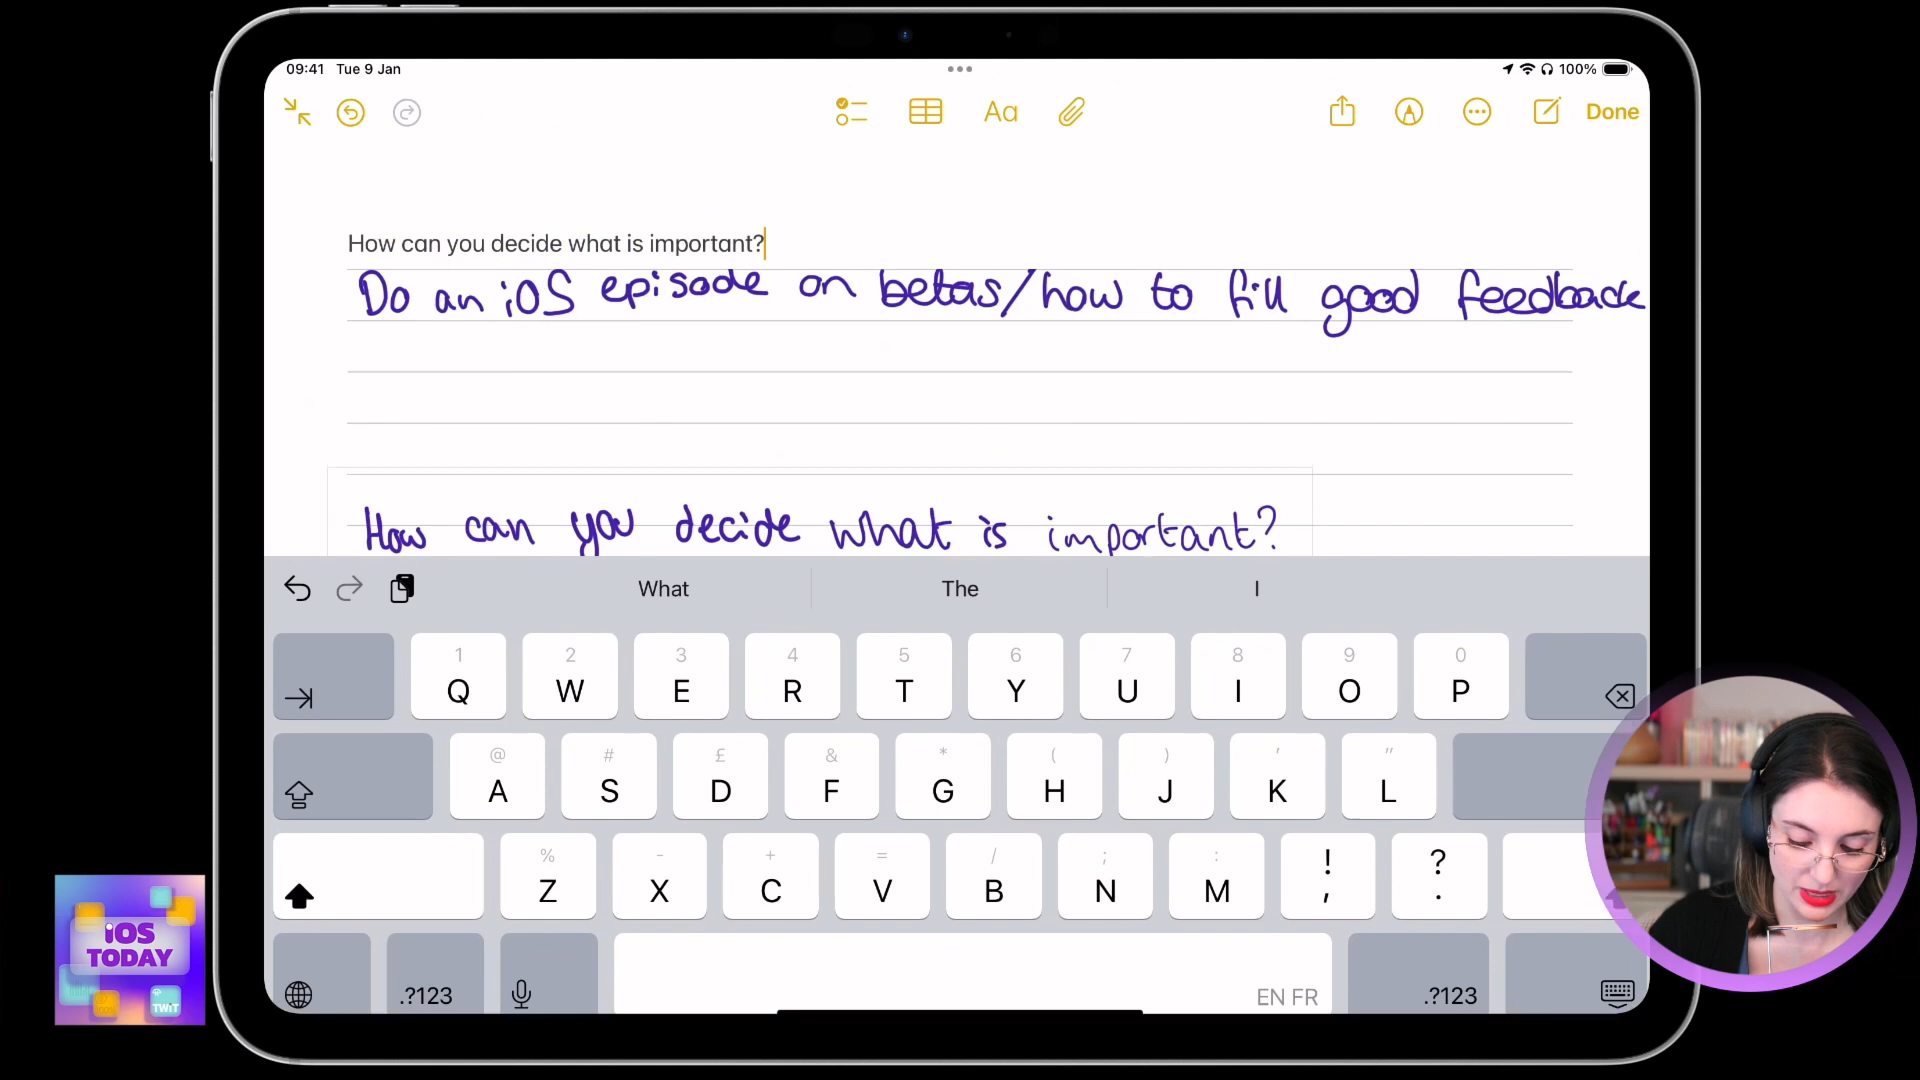 09:41 Tue 9 Jan
100%
Aa
Done
How can you decide what is important?
Do an iOS episode on betas/how to fill good feedback
How can you decide what is important?
What The I
1 2 3 4 5 6 7 8 9 0
Q W E R T Y U I O P
@ # £ & * ( ) ' "
A S D F G H J K L
% - + = / ; : ! ?
Z X C V B N M , .
.?123 EN FR .?123
iOS
TODAY
TWiT